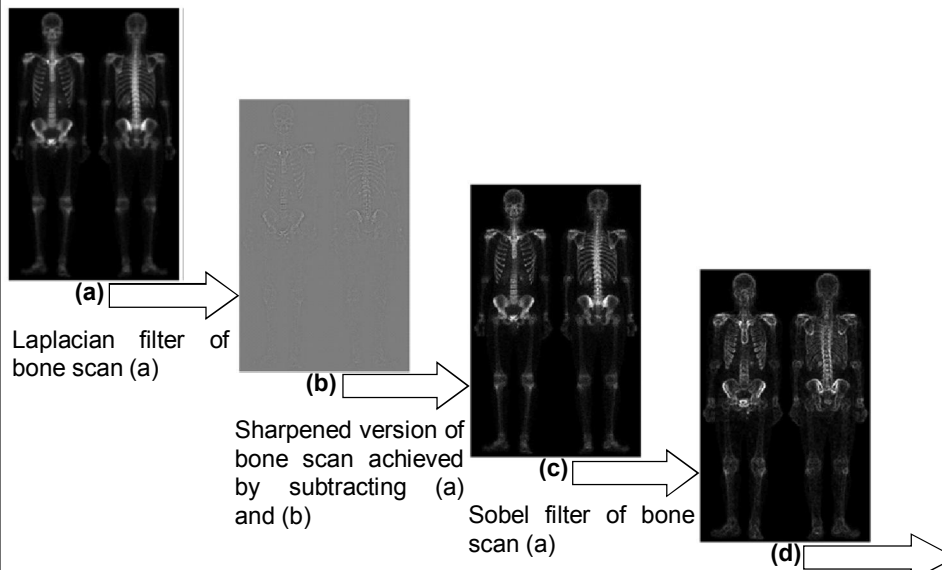 (a)
Laplacian filter of
bone scan (a)
(b)
Sharpened version of
bone scan achieved
by subtracting (a)
and (b)
(c)
Sobel filter of bone
scan (a)
(d)